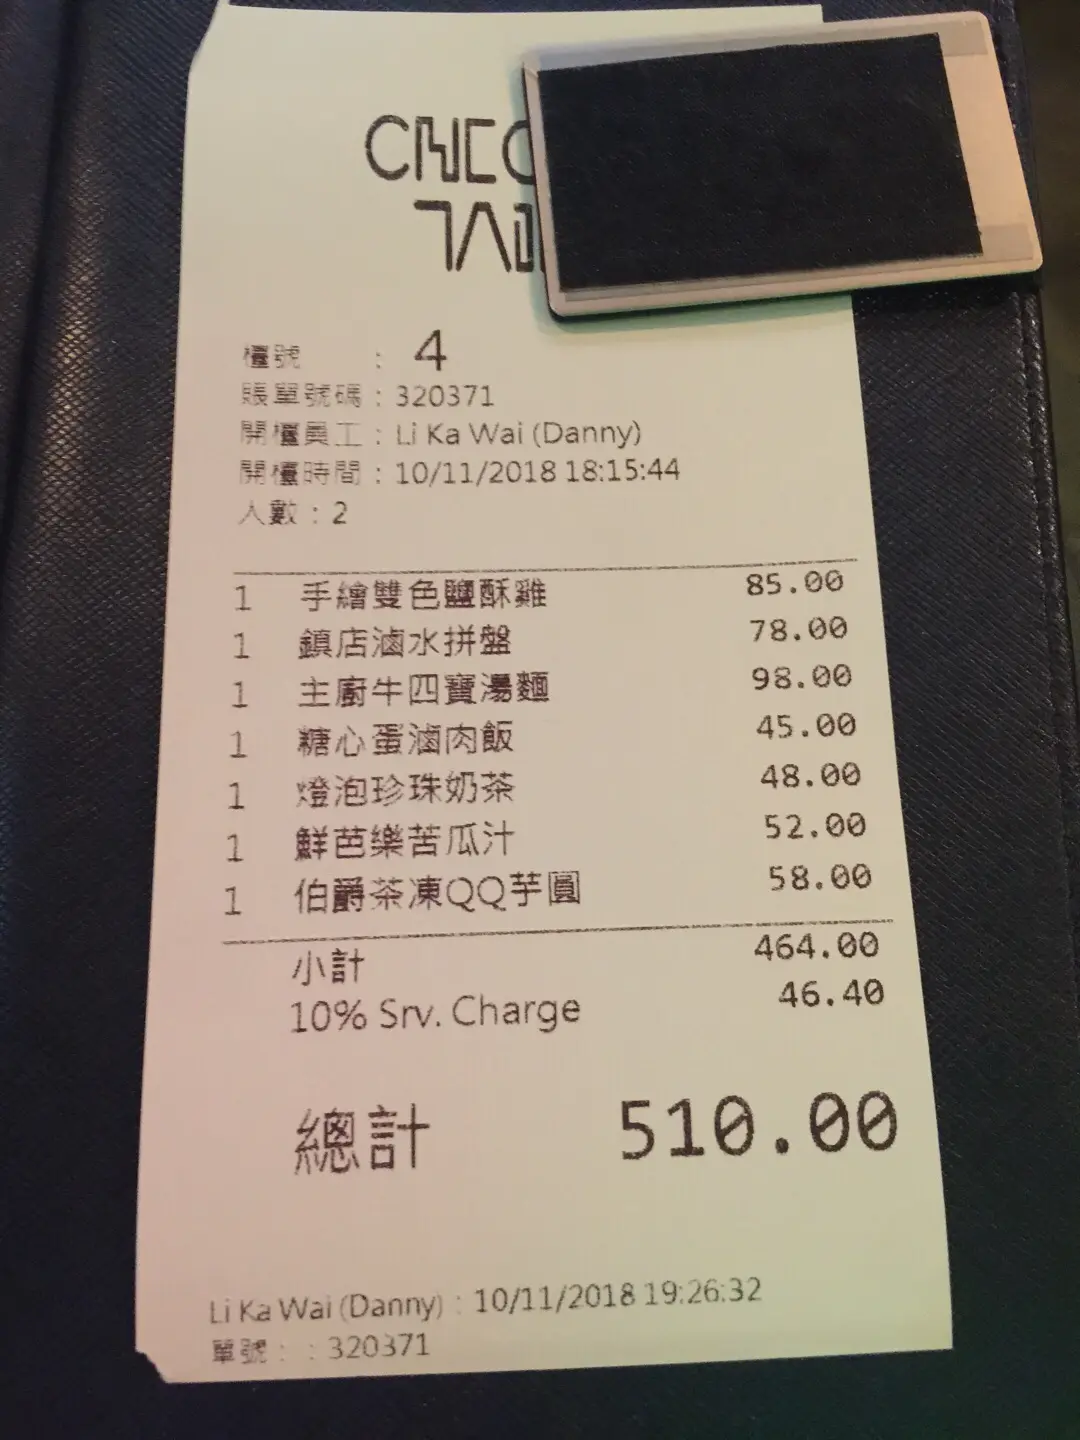 櫃號 : 4
賬單號碼 : 320371
開櫃員工 : Li Ka Wai (Danny)
開櫃時間 : 10/11/2018 18:15:44
人數 : 2
1 手繪雙色鹽酥雞 85.00
1 鎮店滷水拼盤 78.00
1 主廚牛四寶湯麵 98.00
1 糖心蛋滷肉飯 45.00
1 燈泡珍珠奶茶 48.00
1 鮮芭樂苦瓜汁 52.00
1 伯爵茶凍QQ芋圓 58.00
小計 464.00
10% Srv. Charge 46.40
總計 510.00
Li Ka Wai (Danny) : 10/11/2018 19:26:32
單號 : : 320371